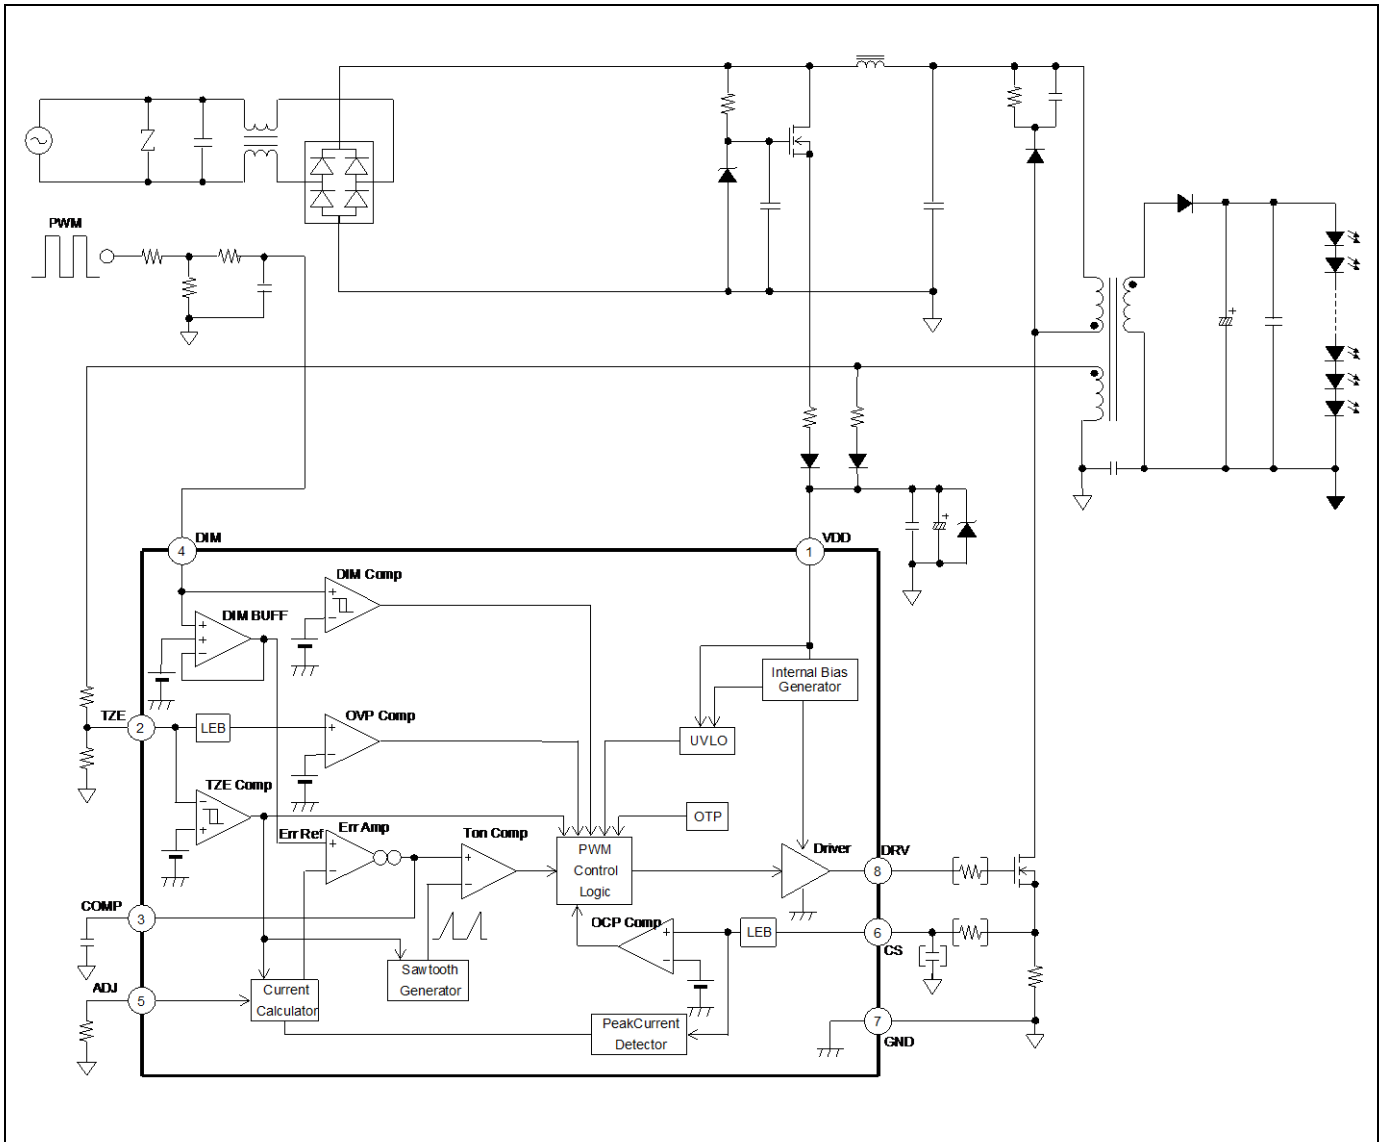 PWM
4
DIM
1
VDD
DIM Comp
DIM BUFF
Internal Bias
Generator
TZE
2
LEB
OVP Comp
UVLO
TZE Comp
OTP
Err Ref
Err Amp
Ton Comp
PWM
Control
Logic
Driver
DRV
8
COMP
3
OCP Comp
LEB
6
CS
Sawtooth
Generator
ADJ
5
Current
Calculator
PeakCurrent
Detector
7
GND